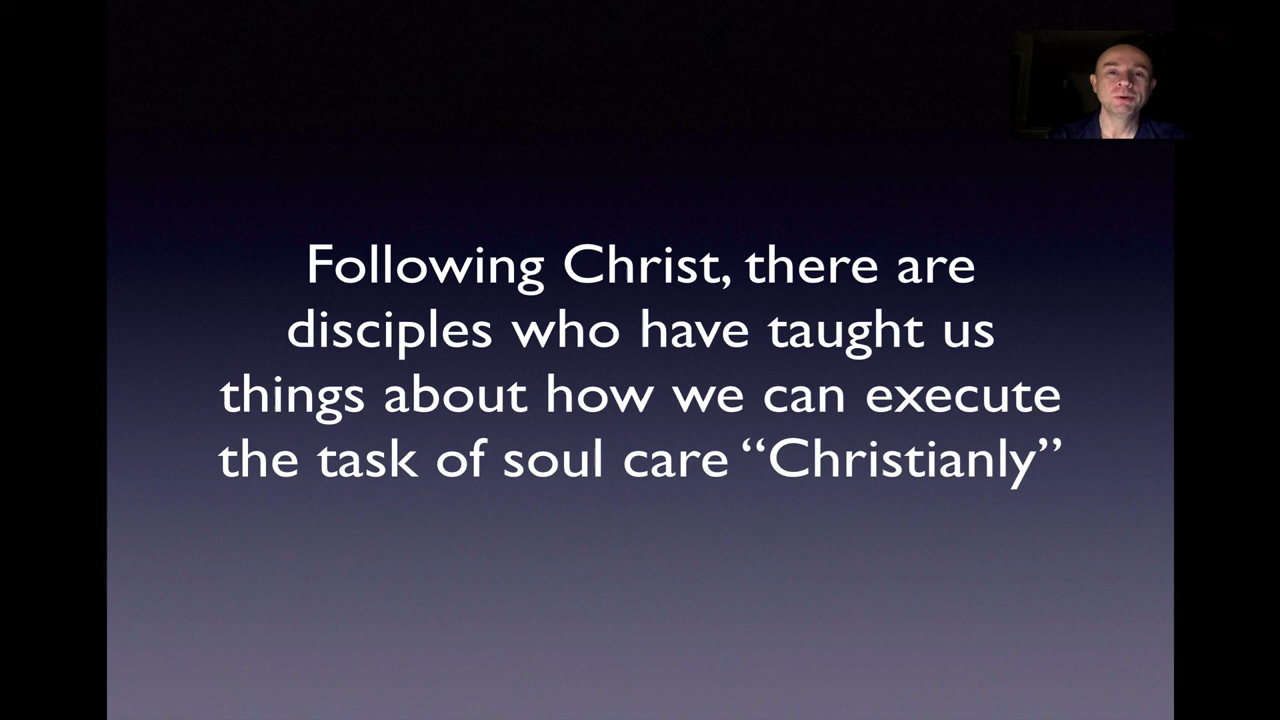 Following Christ, there are
disciples who have taught us
things about how we can execute
the task of soul care “Christianly”